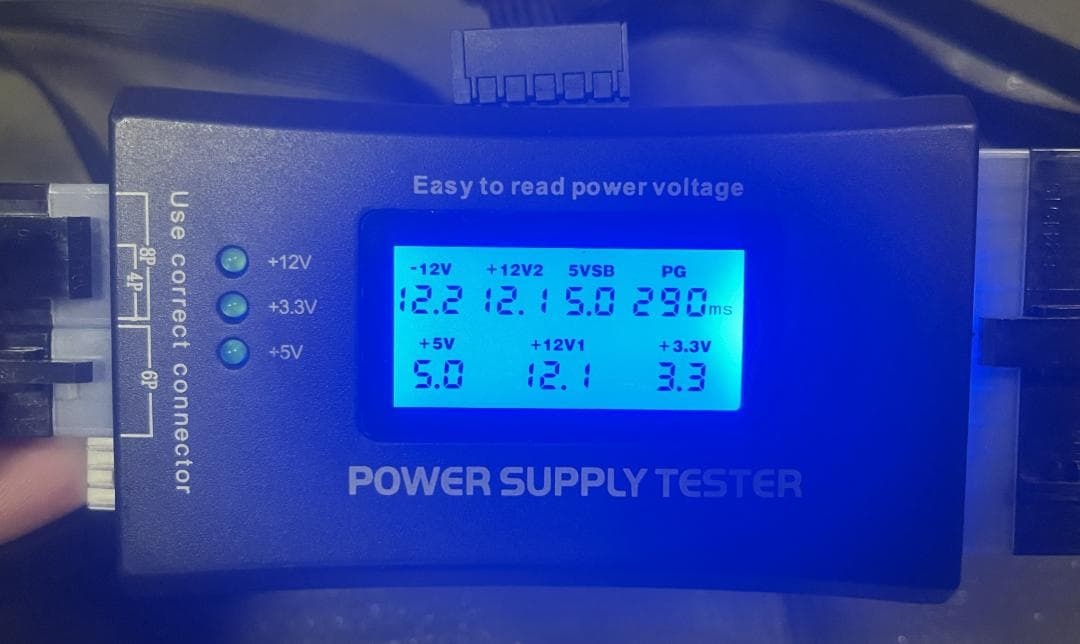 Easy to read power voltage
Use correct connector
8P
4P
6P
+12V
+3.3V
+5V
-12V +12V2 5VSB PG
12.2 12.1 5.0 290ms
+5V +12V1 +3.3V
5.0 12.1 3.3
POWER SUPPLY TESTER